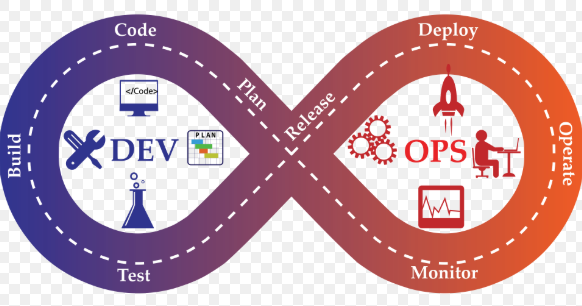 Code
Deploy
Plan
Release
</Code>
PLAN
Build
DEV
OPS
Operate
Test
Monitor